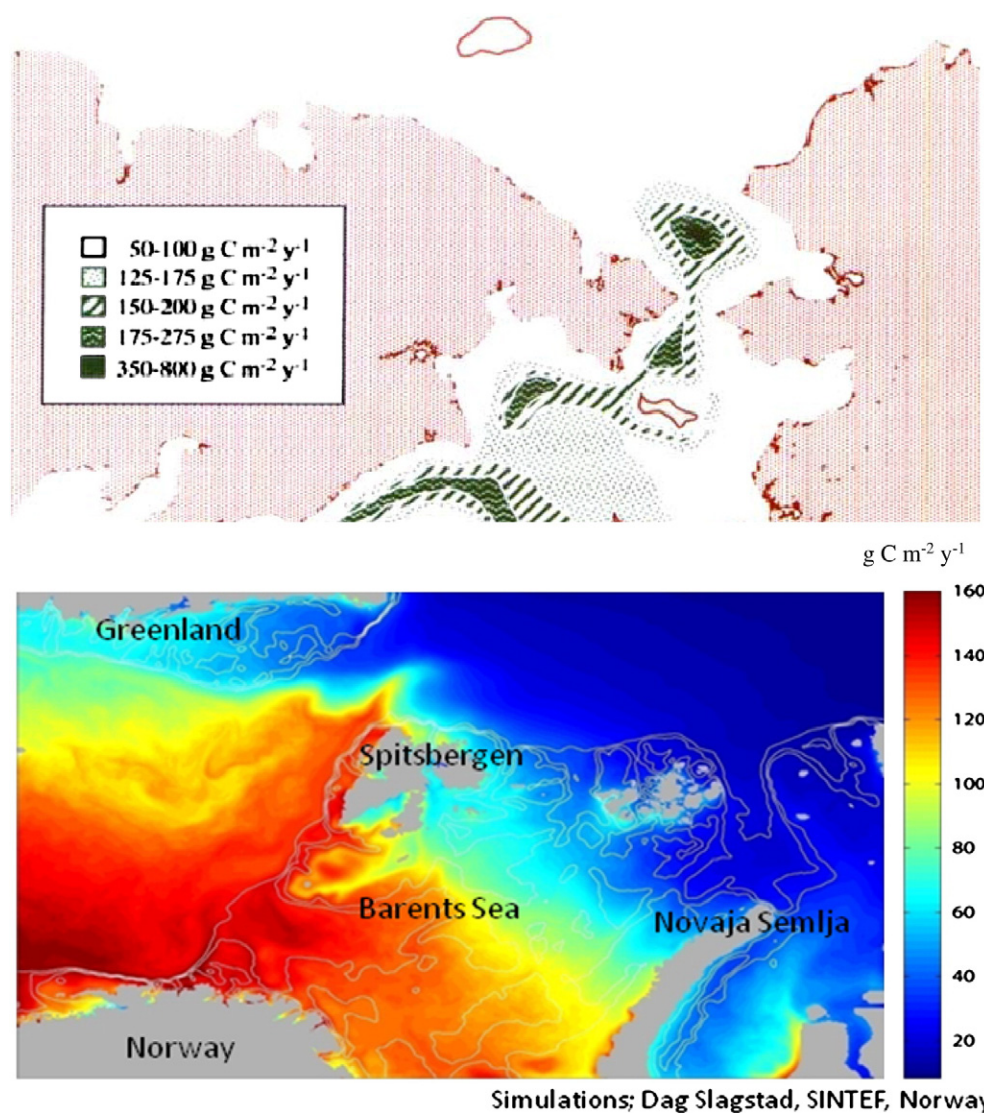 50-100 g C m-2 y-1
125-175 g C m-2 y-1
150-200 g C m-2 y-1
175-275 g C m-2 y-1
350-800 g C m-2 y-1
g C m-2 y-1
160
140
120
100
80
60
40
20
Greenland
Spitsbergen
Barents Sea
Novaja Semlja
Norway
Simulations; Dag Slagstad, SINTEF, Norway